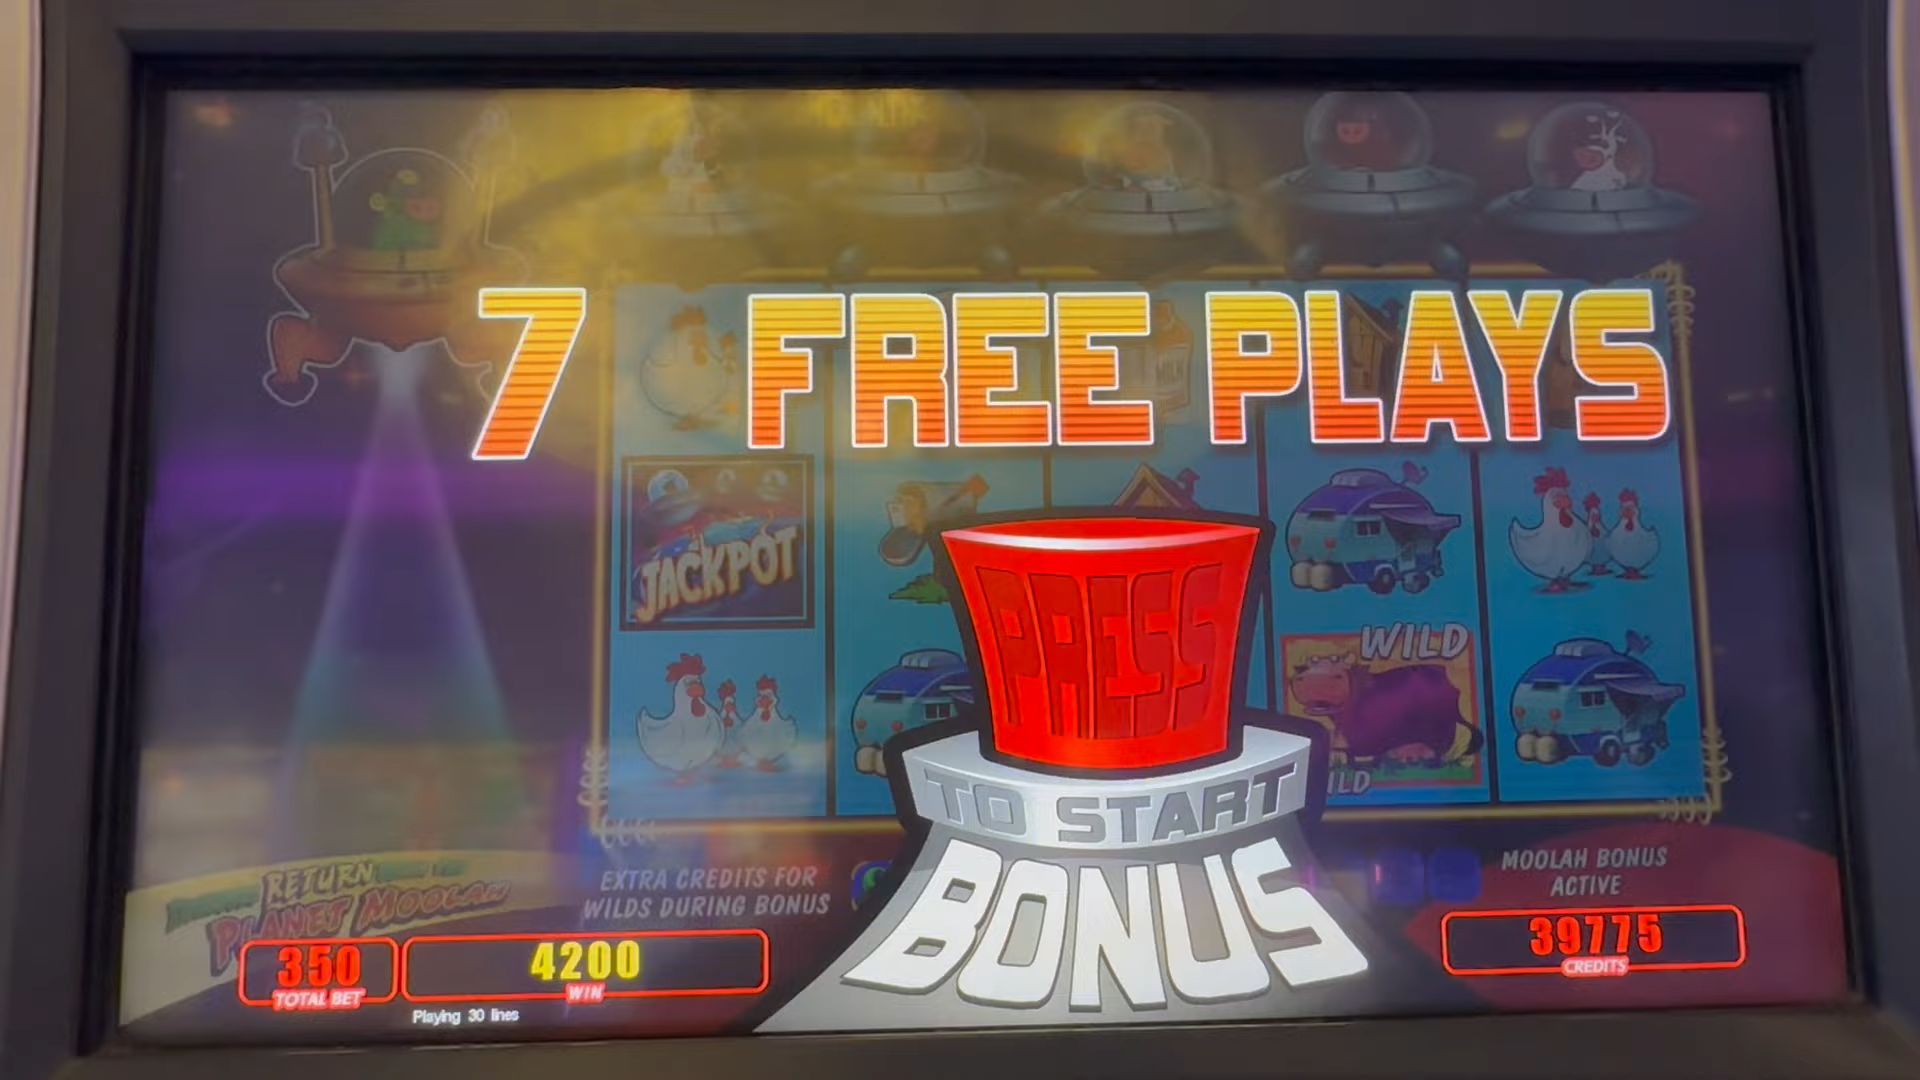 7 FREE PLAYS
MILK
JACKPOT
PRESS
WILD
TO START
BONUS
RETURN
PLANET MOOLAH
EXTRA CREDITS FOR
WILDS DURING BONUS
MOOLAH BONUS
ACTIVE
350
TOTAL BET
4200
WIN
39775
CREDITS
Playing 30 lines